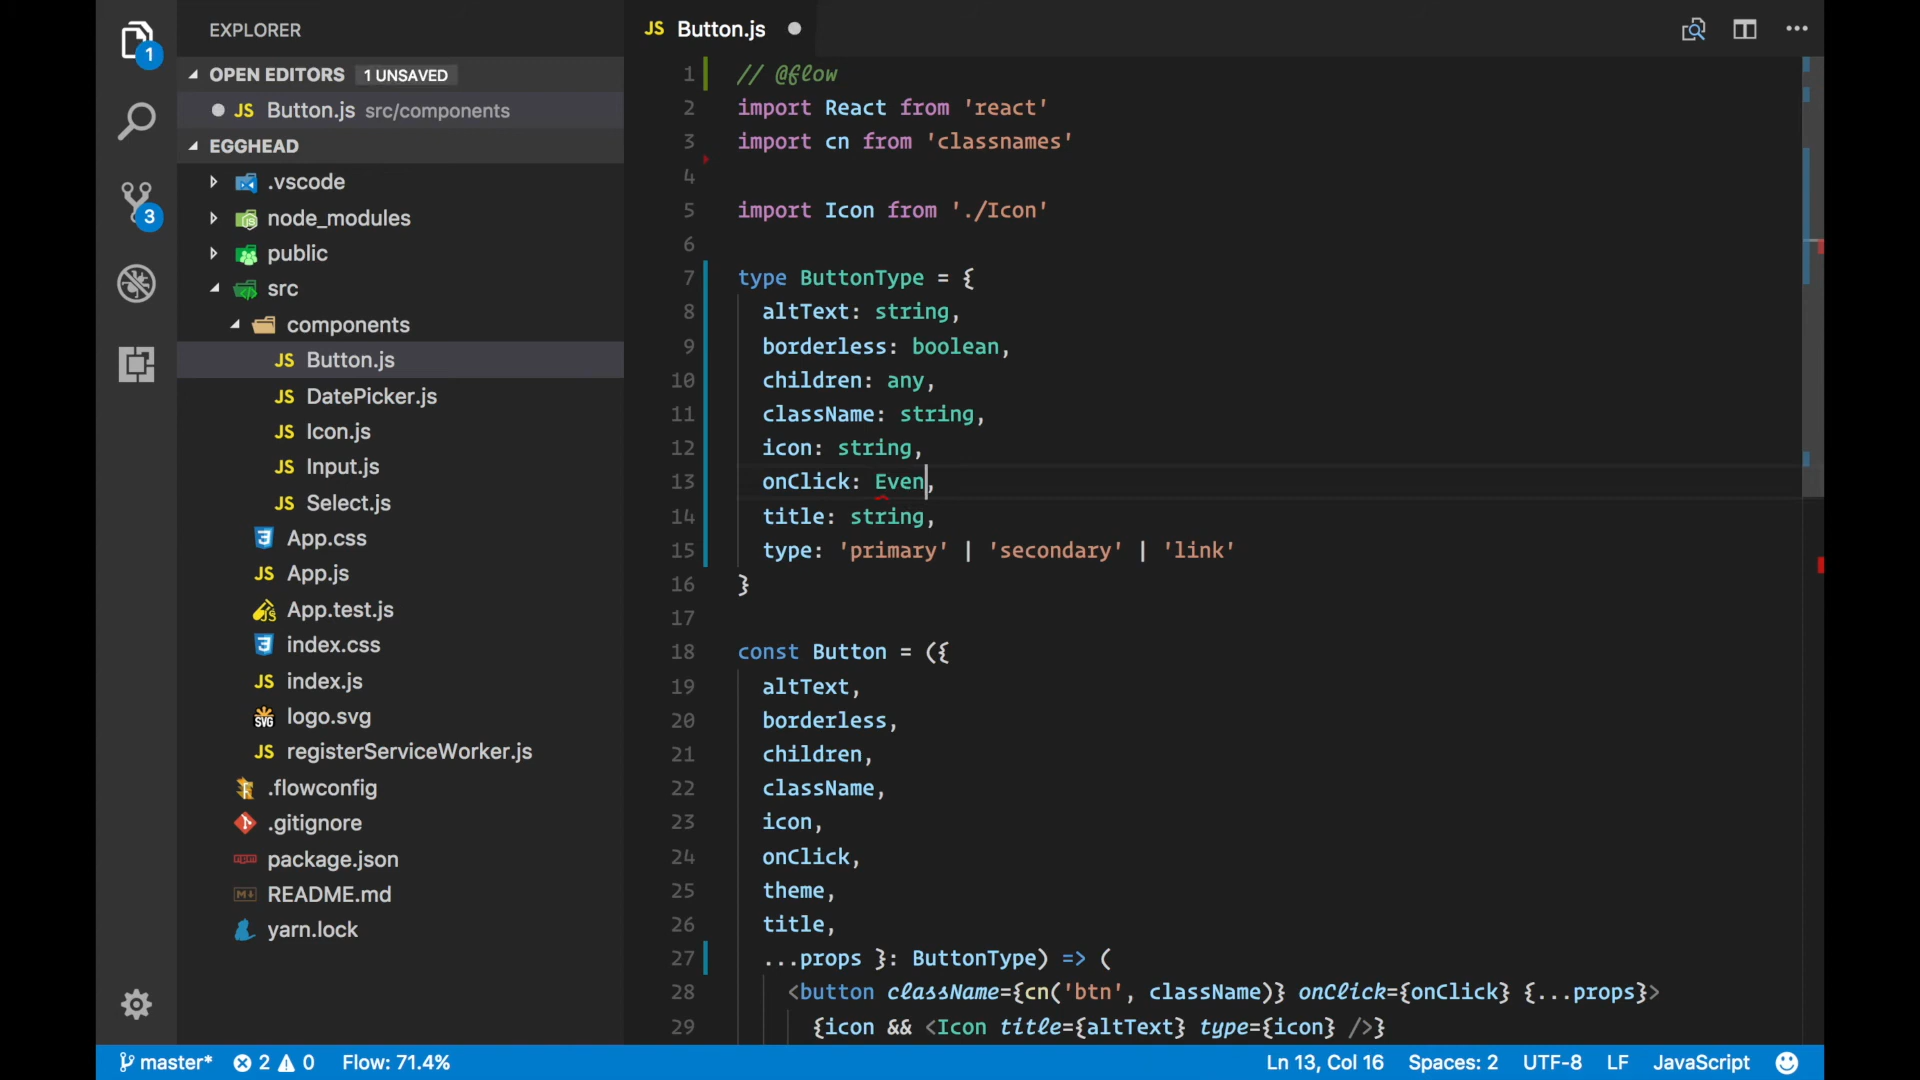 1
3
EXPLORER
OPEN EDITORS 1 UNSAVED
JS Button.js src/components
EGGHEAD
.vscode
node_modules
public
src
components
JS Button.js
JS DatePicker.js
JS Icon.js
JS Input.js
JS Select.js
App.css
JS App.js
App.test.js
index.css
JS index.js
SVG logo.svg
JS registerServiceWorker.js
.flowconfig
.gitignore
npm package.json
M README.md
yarn.lock
JS Button.js
1 // @flow
2 import React from 'react'
3 import cn from 'classnames'
4
5 import Icon from './Icon'
6
7 type ButtonType = {
8 altText: string,
9 borderless: boolean,
10 children: any,
11 className: string,
12 icon: string,
13 onClick: Even,
14 title: string,
15 type: 'primary' | 'secondary' | 'link'
16 }
17
18 const Button = ({
19 altText,
20 borderless,
21 children,
22 className,
23 icon,
24 onClick,
25 theme,
26 title,
27 ...props }: ButtonType) => (
28 <button className={cn('btn', className)} onClick={onClick} {...props}>
29 {icon && <Icon title={altText} type={icon} />}
master* 2 0 Flow: 71.4% Ln 13, Col 16 Spaces: 2 UTF-8 LF JavaScript